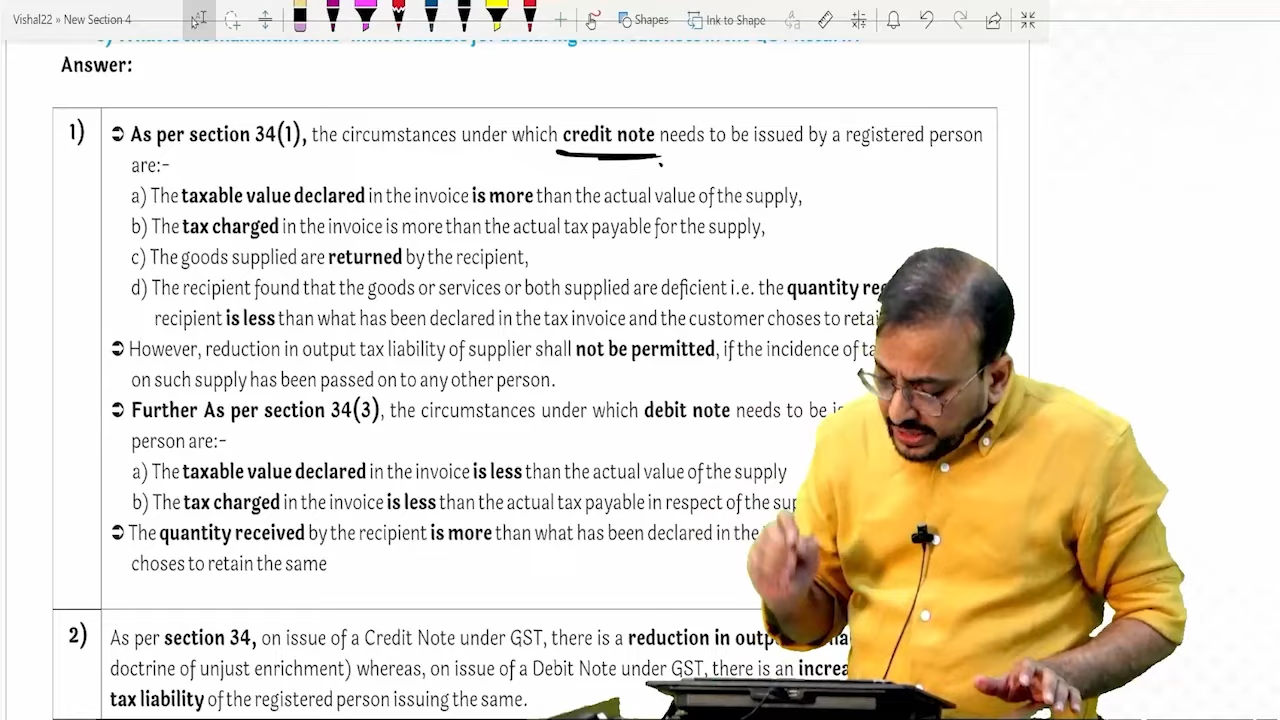 Vishal22 » New Section 4
Shapes
Ink to Shape
Answer:
1)
➲ As per section 34(1), the circumstances under which credit note needs to be issued by a registered person
are:-
a) The taxable value declared in the invoice is more than the actual value of the supply,
b) The tax charged in the invoice is more than the actual tax payable for the supply,
c) The goods supplied are returned by the recipient,
d) The recipient found that the goods or services or both supplied are deficient i.e. the quantity
recipient is less than what has been declared in the tax invoice and the customer choses to
➲ However, reduction in output tax liability of supplier shall not be permitted, if the incidence of
on such supply has been passed on to any other person.
➲ Further As per section 34(3), the circumstances under which debit note needs to be
person are:-
a) The taxable value declared in the invoice is less than the actual value of the supply
b) The tax charged in the invoice is less than the actual tax payable in respect of the
➲ The quantity received by the recipient is more than what has been declared in the
choses to retain the same
2)
As per section 34, on issue of a Credit Note under GST, there is a reduction in
doctrine of unjust enrichment) whereas, on issue of a Debit Note under GST, there is an
tax liability of the registered person issuing the same.